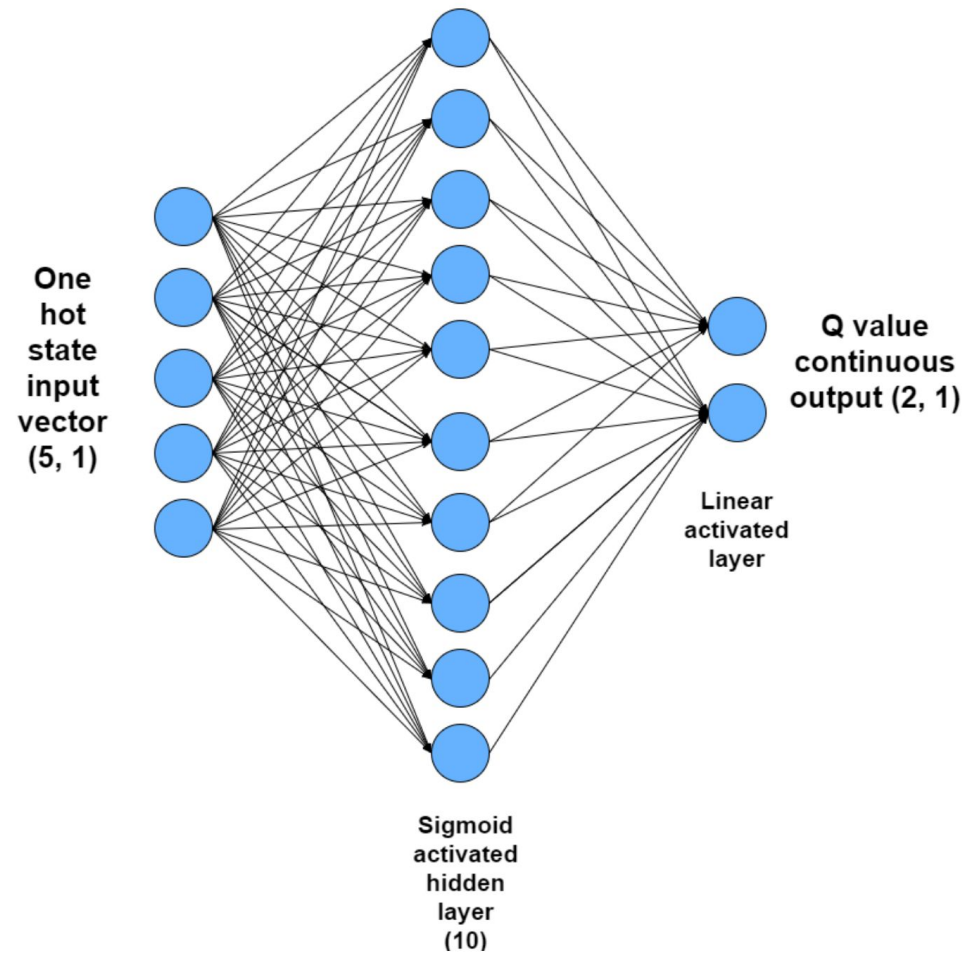 One
hot
state
input
vector
(5, 1)
Q value
continuous
output (2, 1)
Linear
activated
layer
Sigmoid
activated
hidden
layer
(10)